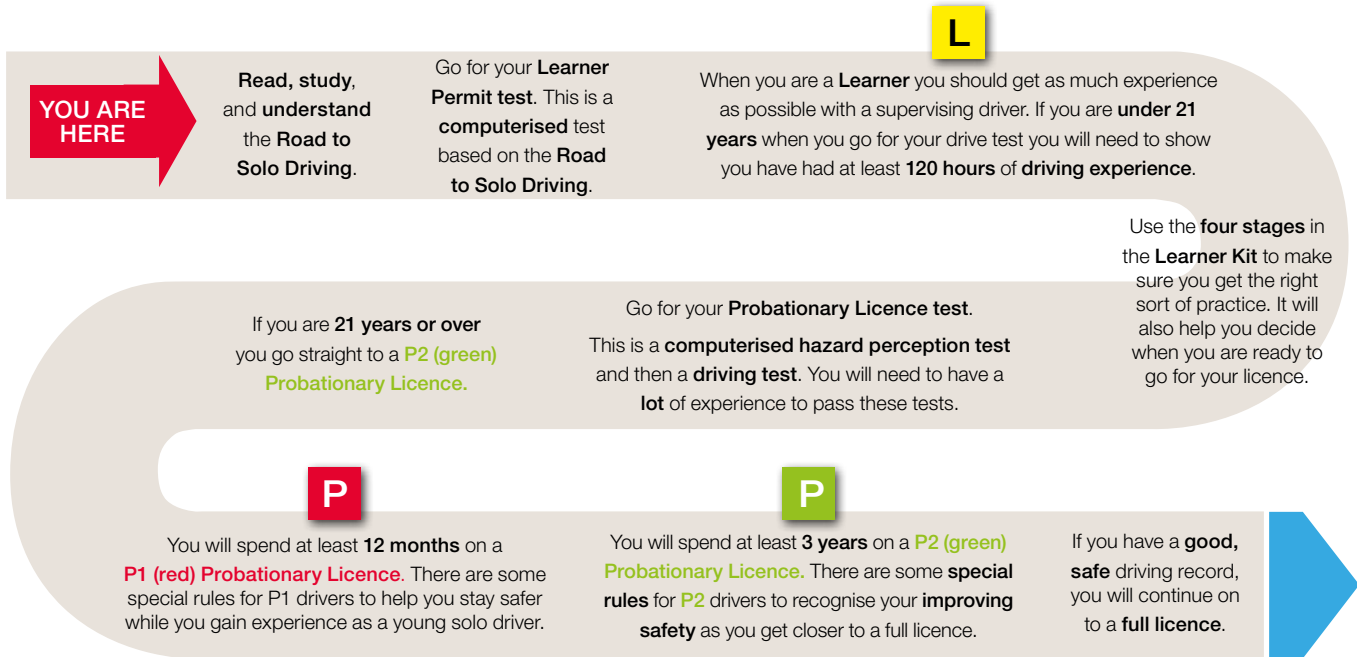 L
YOU ARE
HERE
Read, study,
and understand
the Road to
Solo Driving.
Go for your Learner
Permit test. This is a
computerised test
based on the Road
to Solo Driving.
When you are a Learner you should get as much experience
as possible with a supervising driver. If you are under 21
years when you go for your drive test you will need to show
you have had at least 120 hours of driving experience.
Use the four stages in
the Learner Kit to make
sure you get the right
sort of practice. It will
also help you decide
when you are ready to
go for your licence.
Go for your Probationary Licence test.
This is a computerised hazard perception test
and then a driving test. You will need to have a
lot of experience to pass these tests.
If you are 21 years or over
you go straight to a P2 (green)
Probationary Licence.
P
You will spend at least 12 months on a
P1 (red) Probationary Licence. There are some
special rules for P1 drivers to help you stay safer
while you gain experience as a young solo driver.
P
You will spend at least 3 years on a P2 (green)
Probationary Licence. There are some special
rules for P2 drivers to recognise your improving
safety as you get closer to a full licence.
If you have a good,
safe driving record,
you will continue on
to a full licence.